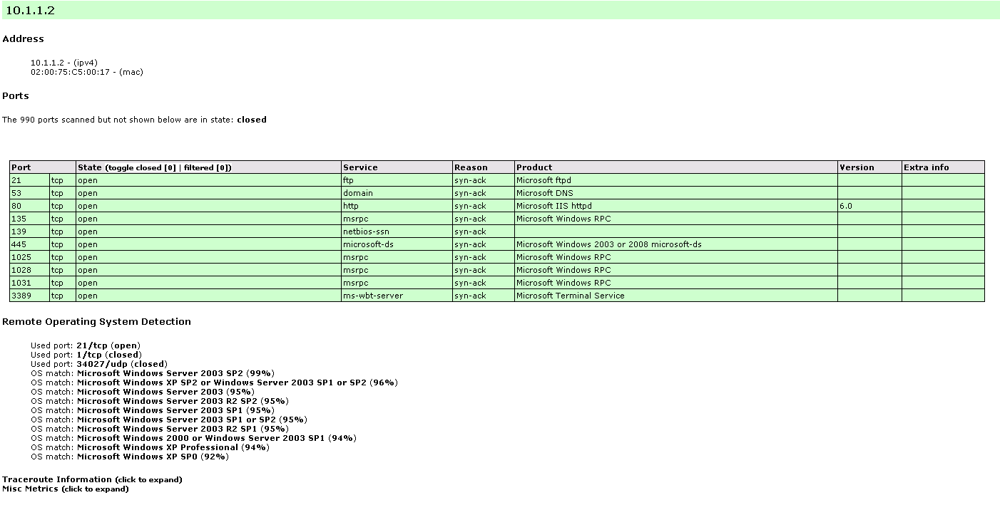 10.1.1.2
Address
10.1.1.2 - (ipv4)
02:00:75:C5:00:17 - (mac)
Ports
The 990 ports scanned but not shown below are in state: closed
Port State (toggle closed [0] | filtered [0]) Service Reason Product Version Extra info
21 tcp open ftp syn-ack Microsoft ftpd
53 tcp open domain syn-ack Microsoft DNS
80 tcp open http syn-ack Microsoft IIS httpd 6.0
135 tcp open msrpc syn-ack Microsoft Windows RPC
139 tcp open netbios-ssn syn-ack
445 tcp open microsoft-ds syn-ack Microsoft Windows 2003 or 2008 microsoft-ds
1025 tcp open msrpc syn-ack Microsoft Windows RPC
1028 tcp open msrpc syn-ack Microsoft Windows RPC
1031 tcp open msrpc syn-ack Microsoft Windows RPC
3389 tcp open ms-wbt-server syn-ack Microsoft Terminal Service
Remote Operating System Detection
Used port: 21/tcp (open)
Used port: 1/tcp (closed)
Used port: 34027/udp (closed)
OS match: Microsoft Windows Server 2003 SP2 (99%)
OS match: Microsoft Windows XP SP2 or Windows Server 2003 SP1 or SP2 (96%)
OS match: Microsoft Windows Server 2003 (95%)
OS match: Microsoft Windows Server 2003 R2 SP2 (95%)
OS match: Microsoft Windows Server 2003 SP1 (95%)
OS match: Microsoft Windows Server 2003 SP1 or SP2 (95%)
OS match: Microsoft Windows Server 2003 R2 SP1 (95%)
OS match: Microsoft Windows 2000 or Windows Server 2003 SP1 (94%)
OS match: Microsoft Windows XP Professional (94%)
OS match: Microsoft Windows XP SP0 (92%)
Traceroute Information (click to expand)
Misc Metrics (click to expand)